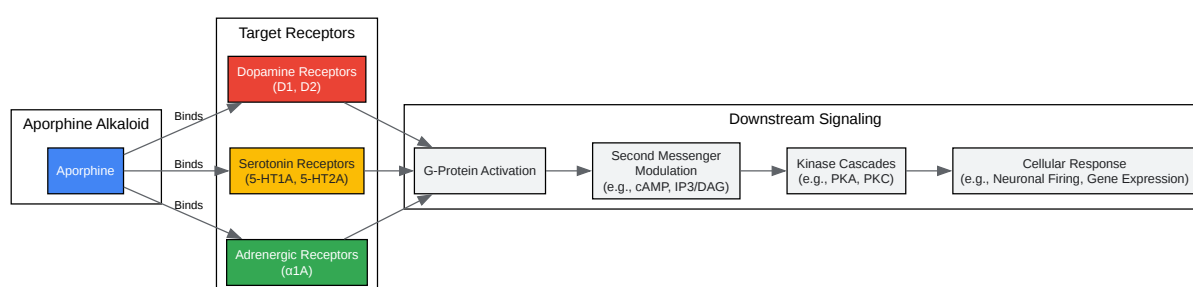 Target Receptors
Dopamine Receptors
(D1, D2)
Binds
Aporphine Alkaloid
Aporphine
Binds
Serotonin Receptors
(5-HT1A, 5-HT2A)
Binds
Adrenergic Receptors
(α1A)
Downstream Signaling
G-Protein Activation
Second Messenger
Modulation
(e.g., cAMP, IP3/DAG)
Kinase Cascades
(e.g., PKA, PKC)
Cellular Response
(e.g., Neuronal Firing, Gene Expression)